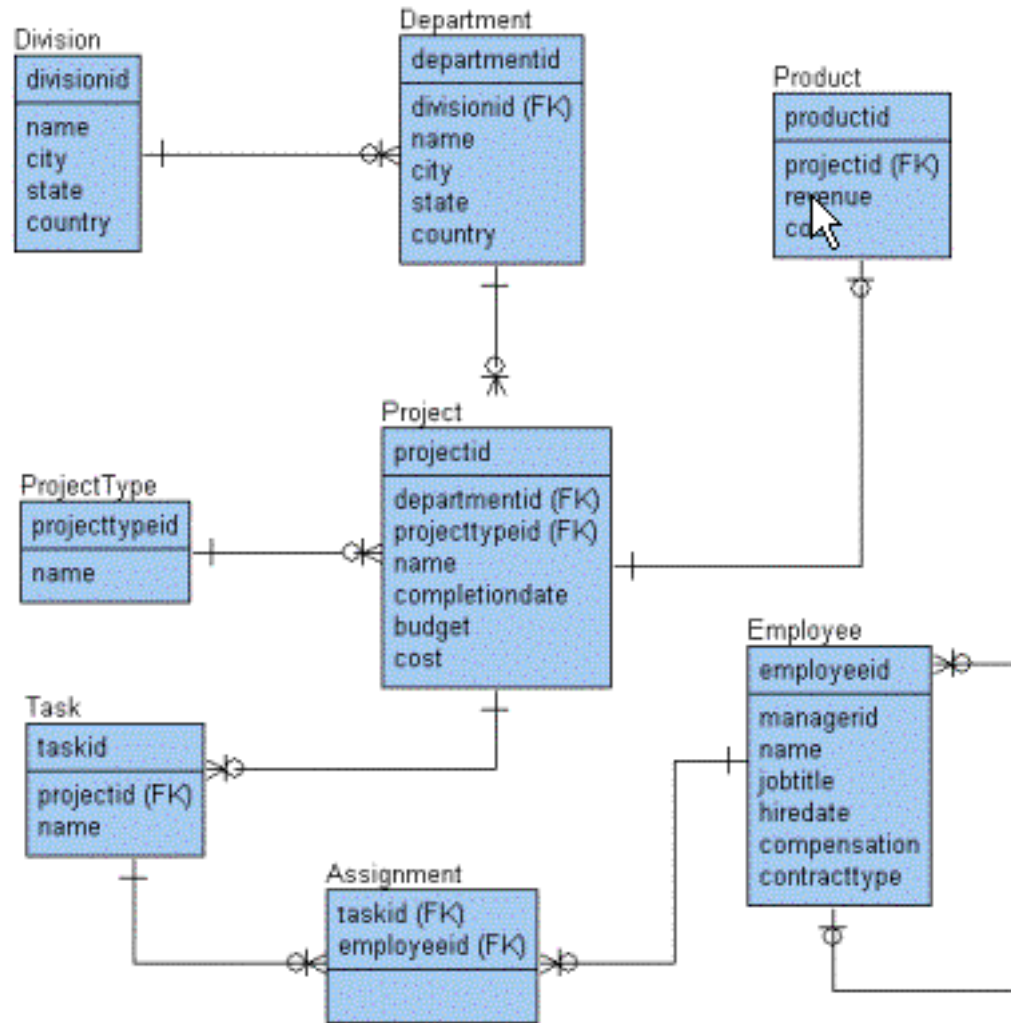 Division
divisionid
name
city
state
country
Department
departmentid
divisionid (FK)
name
city
state
country
Product
productid
projectid (FK)
revenue
Project
projectid
departmentid (FK)
projecttypeid (FK)
name
completiondate
budget
cost
ProjectType
projecttypeid
name
Employee
employeeid
managerid
name
jobtitle
hiredate
compensation
contracttype
Task
taskid
projectid (FK)
name
Assignment
taskid (FK)
employeeid (FK)